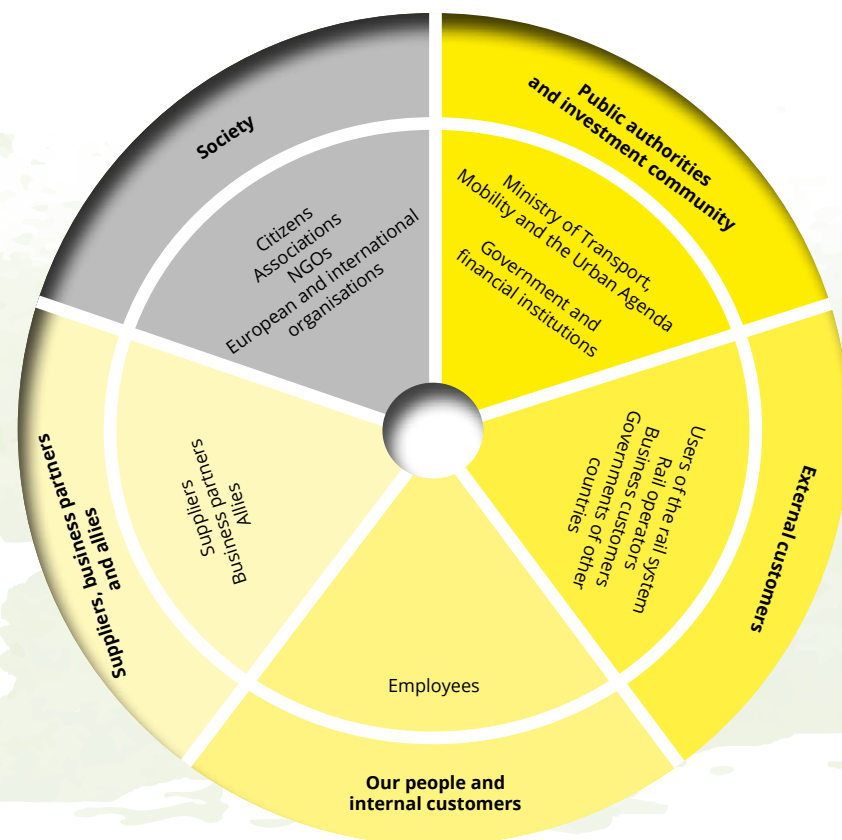 Society
Citizens
Associations
NGOs
European and international
organisations
Public authorities
and investment community
Ministry of Transport,
Mobility and the Urban Agenda
Government and
financial institutions
External customers
Users of the rail system
Rail operators
Business customers
Governments of other
countries
Our people and
internal customers
Employees
Suppliers, business partners
and allies
Suppliers
Business partners
Allies